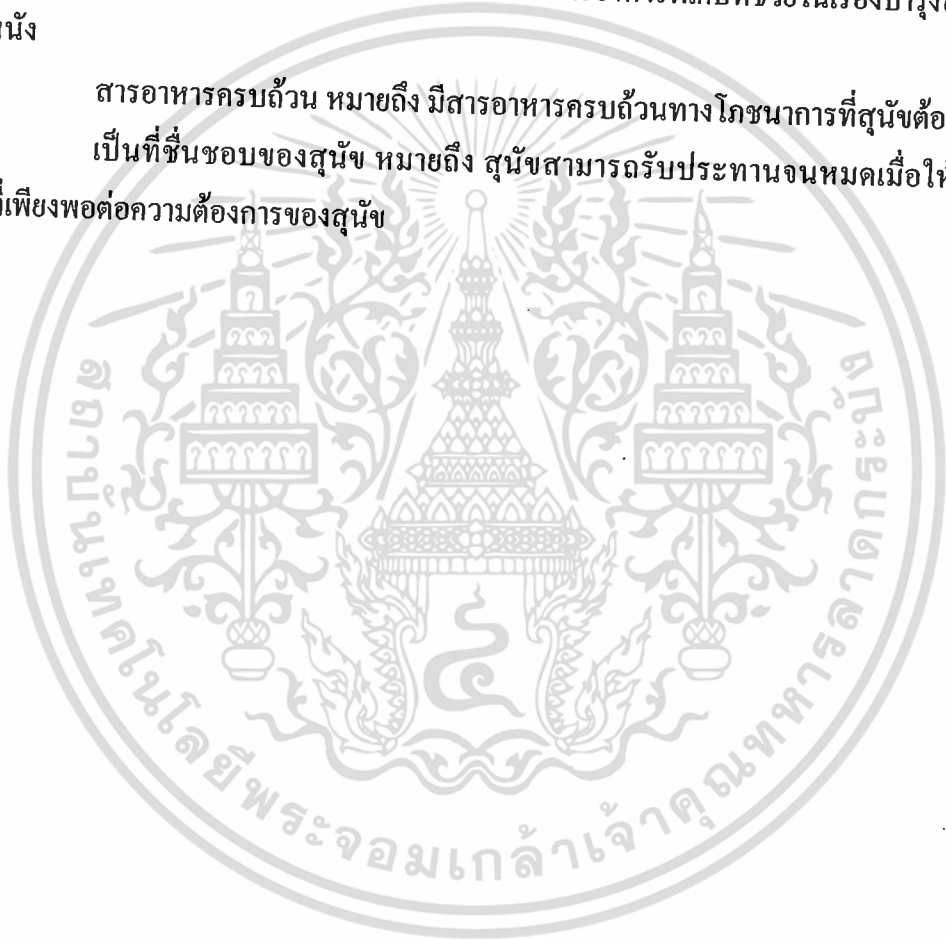 นัง
สารอาหารครบถ้วน หมายถึง มีสารอาหารครบถ้วนทางโภชนาการที่สุนัขต้อ
เป็นที่ชื่นชอบของสุนัข หมายถึง สุนัขสามารถรับประทานจนหมดเมื่อให้
ที่เพียงพอต่อความต้องการของสุนัข
สถาบันเทคโนโลยีพระจอมเกล้าเจ้าคุณทหารลาดกระบัง